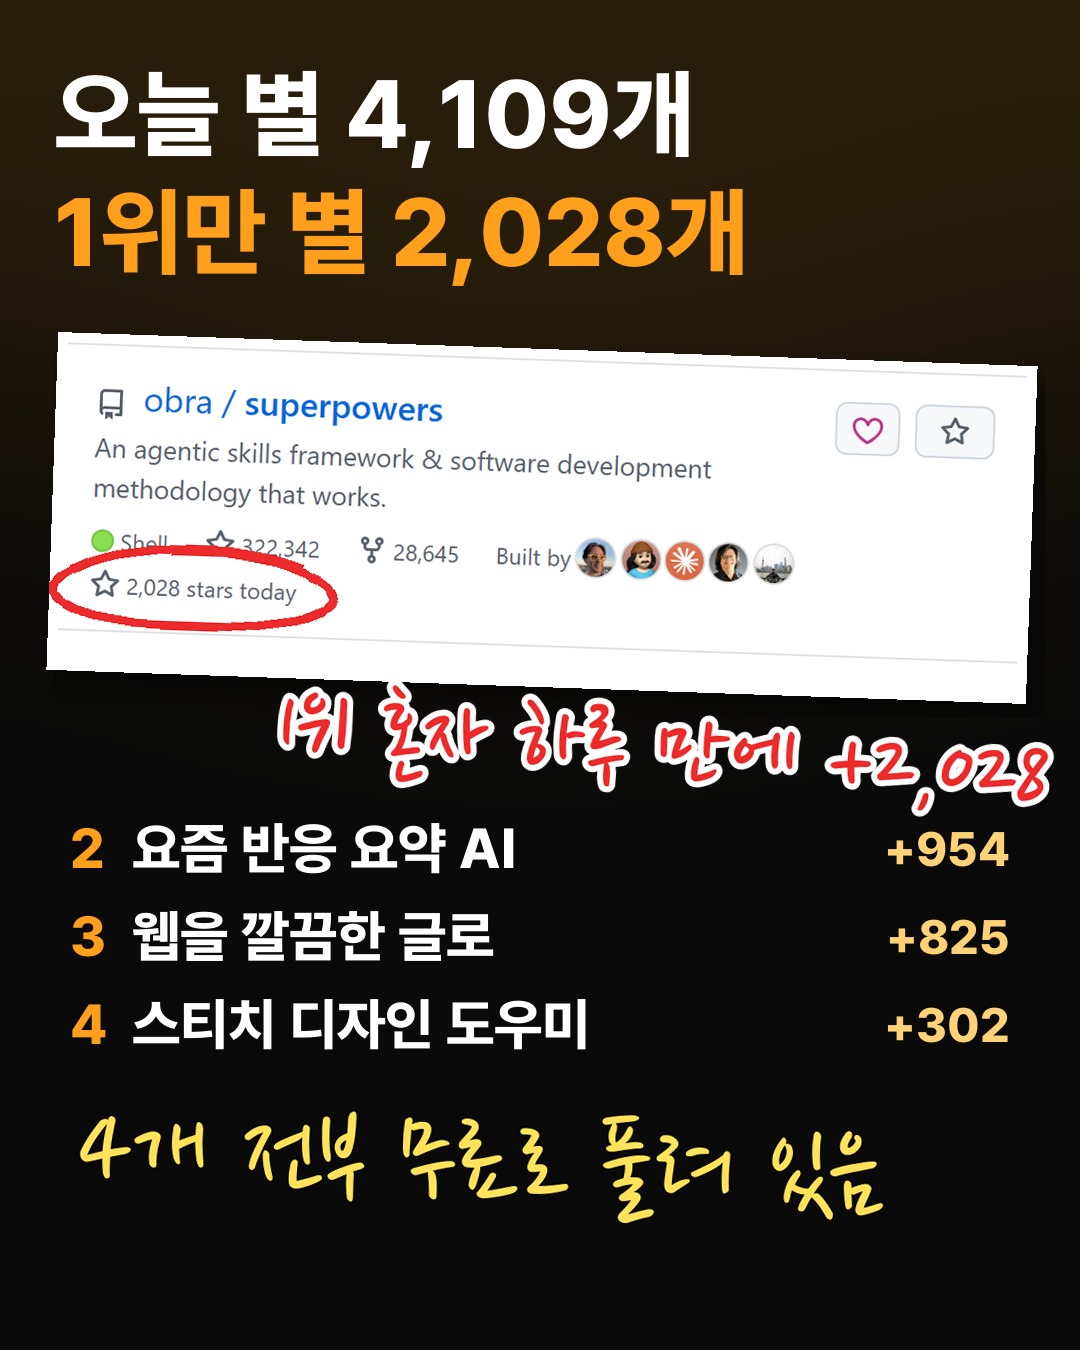 오늘 별 4,109개
1위만 별 2,028개
obra / superpowers
An agentic skills framework & software development
methodology that works.
Shell 322,342 28,645 Built by
2,028 stars today
1위 혼자 하루 만에 +2,028
2 요즘 반응 요약 AI +954
3 웹을 깔끔한 글로 +825
4 스티치 디자인 도우미 +302
4개 전부 무료로 풀려 있음